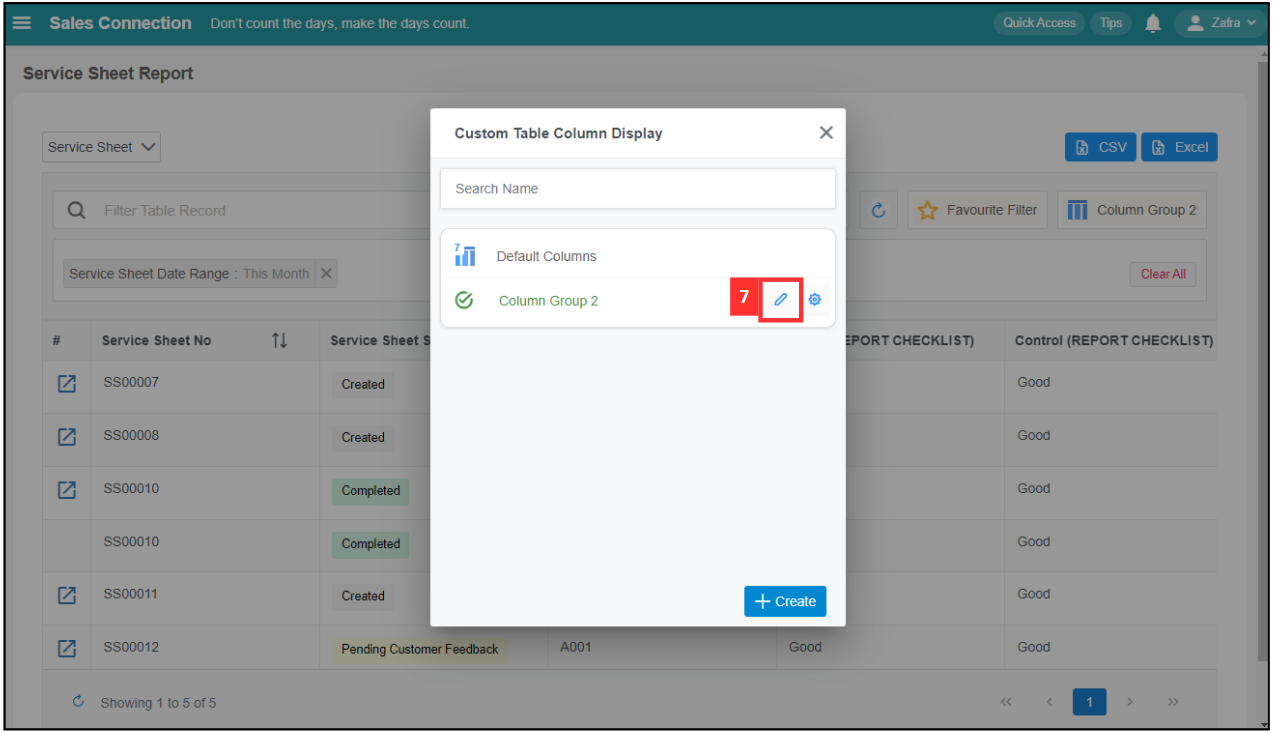 Sales Connection Don't count the days, make the days count. Quick Access Tips Zafra
Service Sheet Report
Custom Table Column Display
Service Sheet CSV Excel
Search Name
Filter Table Record Favourite Filter Column Group 2
7 Default Columns
Service Sheet Date Range : This Month Clear All
Column Group 2 7
# Service Sheet No Service Sheet S EPORT CHECKLIST) Control (REPORT CHECKLIST)
SS00007 Created Good
SS00008 Created Good
SS00010 Completed Good
SS00010 Completed Good
SS00011 Created Good
+ Create
SS00012 Pending Customer Feedback A001 Good Good
Showing 1 to 5 of 5 << < 1 > >>